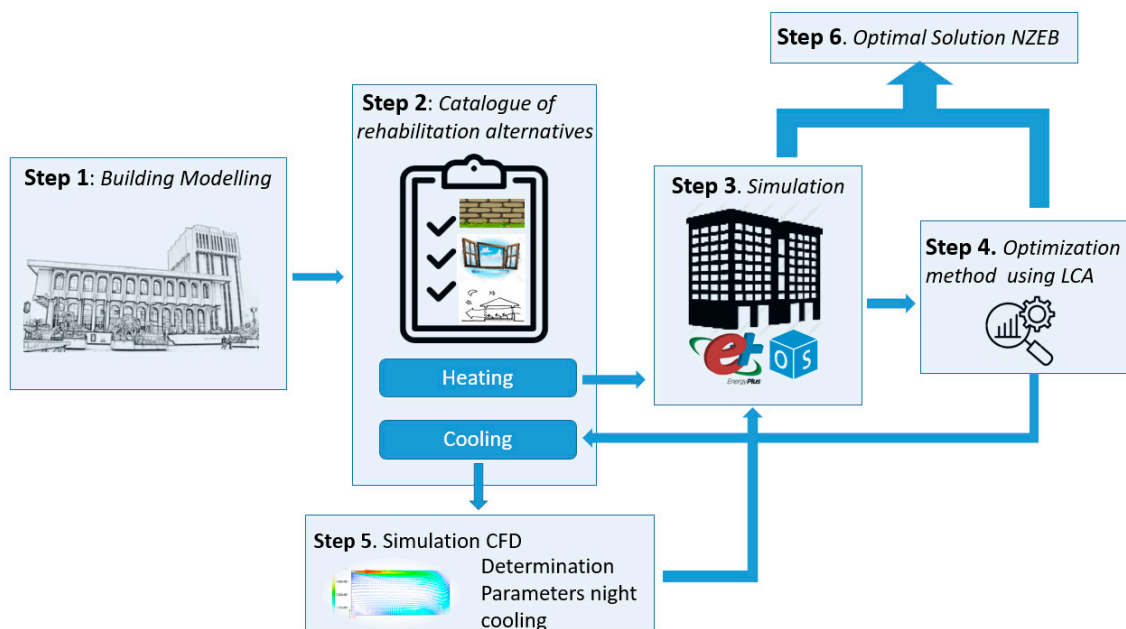 Step 1: Building Modelling
Step 2: Catalogue of
rehabilitation alternatives
Heating
Cooling
Step 3. Simulation
e+
EnergyPlus
O S
Step 4. Optimization
method using LCA
Step 5. Simulation CFD
Determination
Parameters night
cooling
Step 6. Optimal Solution NZEB